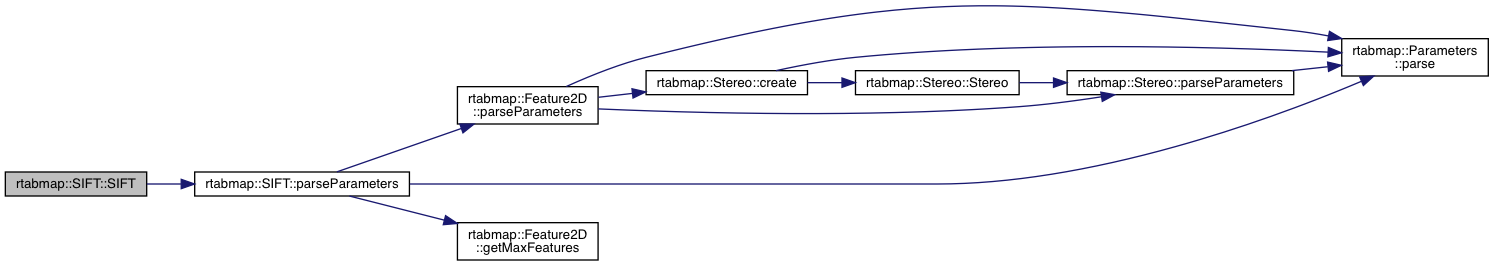 rtabmap::SIFT::SIFT
rtabmap::SIFT::parseParameters
rtabmap::Feature2D
::parseParameters
rtabmap::Stereo::create
rtabmap::Stereo::Stereo
rtabmap::Stereo::parseParameters
rtabmap::Parameters
::parse
rtabmap::Feature2D
::getMaxFeatures